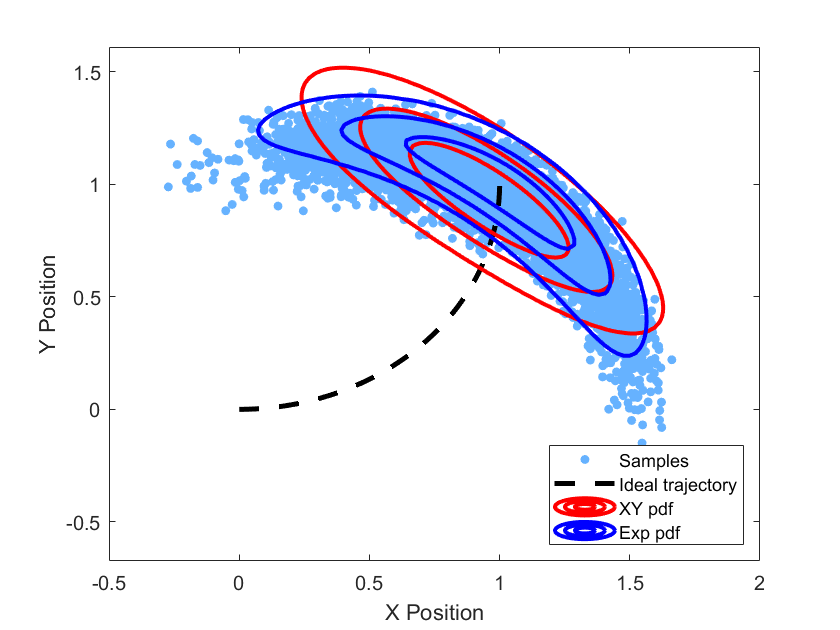 1.5
1
0.5
0
-0.5
Y Position
-0.5
0
0.5
1
1.5
2
X Position
Samples
Ideal trajectory
XY pdf
Exp pdf